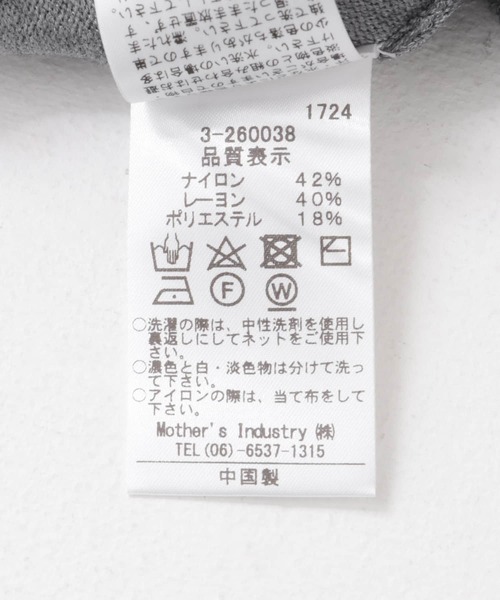 1724
3-260038
品質表示
ナイロン 42%
レーヨン 40%
ポリエステル 18%
F W
○洗濯の際は、中性洗剤を使用し
裏返しにしてネットをご使用下
さい。
○濃色と白・淡色物は分けて洗っ
て下さい。
○アイロンの際は、当て布をして
下さい。
Mother's Industry ㈱
TEL(06)-6537-1315
中国製